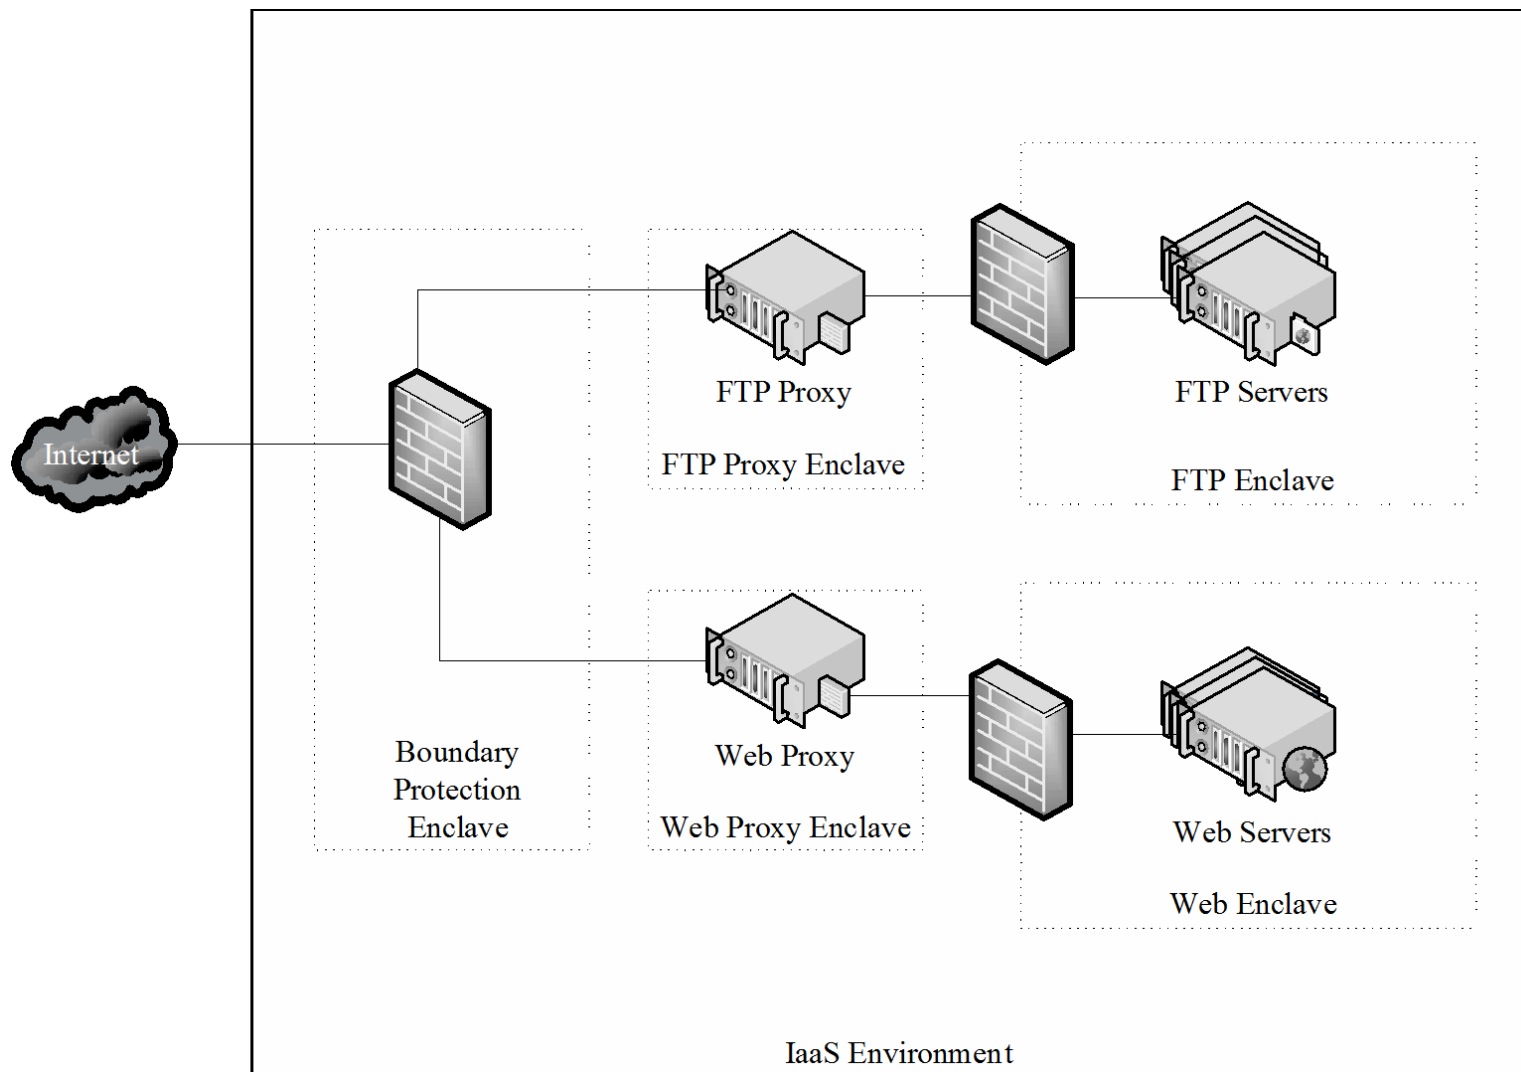 Internet
Boundary
Protection
Enclave
FTP Proxy
FTP Proxy Enclave
FTP Servers
FTP Enclave
Web Proxy
Web Proxy Enclave
Web Servers
Web Enclave
IaaS Environment